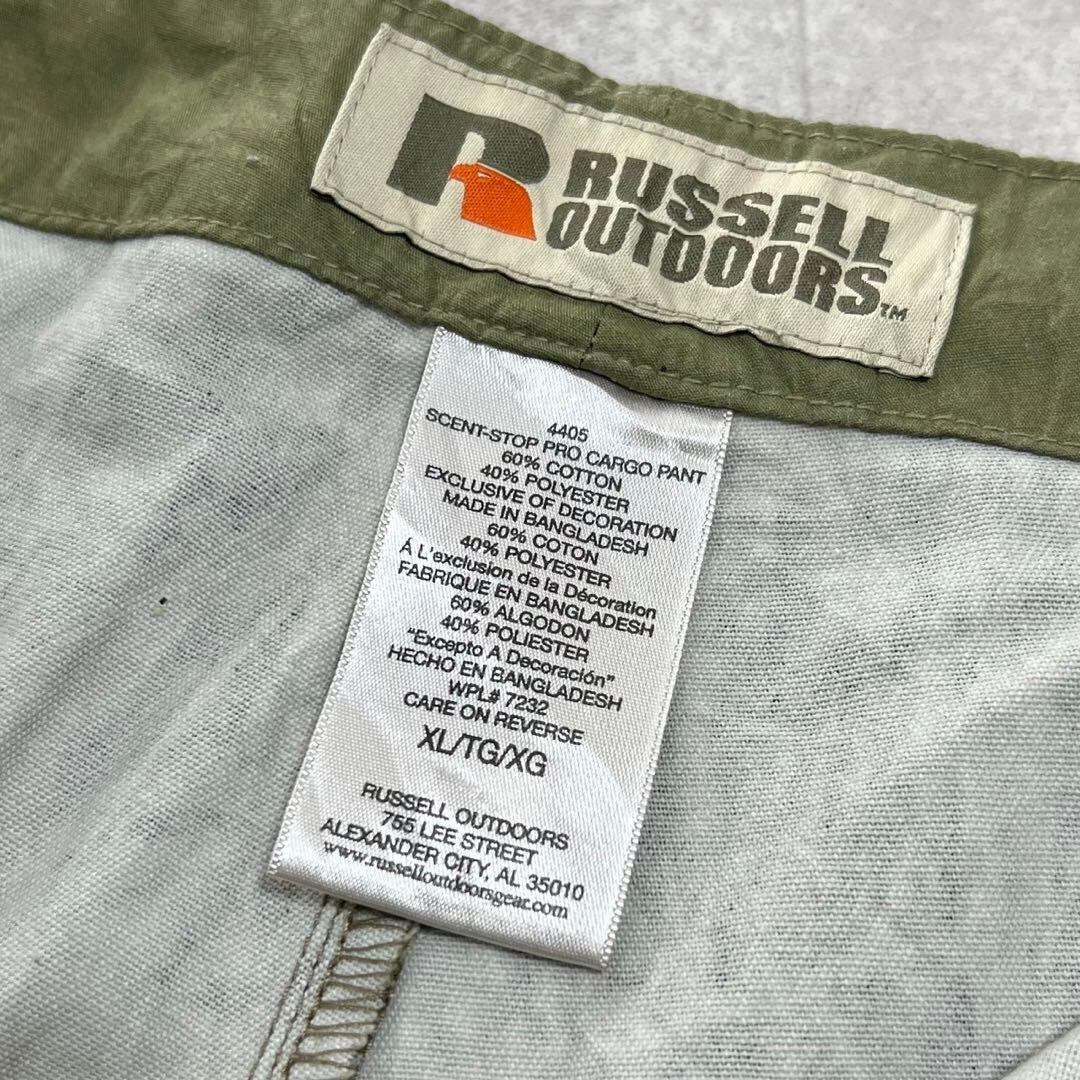 R RUSSELL
OUTDOORS™
4405
SCENT-STOP PRO CARGO PANT
60% COTTON
40% POLYESTER
EXCLUSIVE OF DECORATION
MADE IN BANGLADESH
60% COTON
40% POLYESTER
À L'exclusion de la Décoration
FABRIQUE EN BANGLADESH
60% ALGODON
40% POLIESTER
"Excepto A Decoración"
HECHO EN BANGLADESH
WPL# 7232
CARE ON REVERSE
XL/TG/XG
RUSSELL OUTDOORS
755 LEE STREET
ALEXANDER CITY, AL 35010
www.russelloutdoorsgear.com